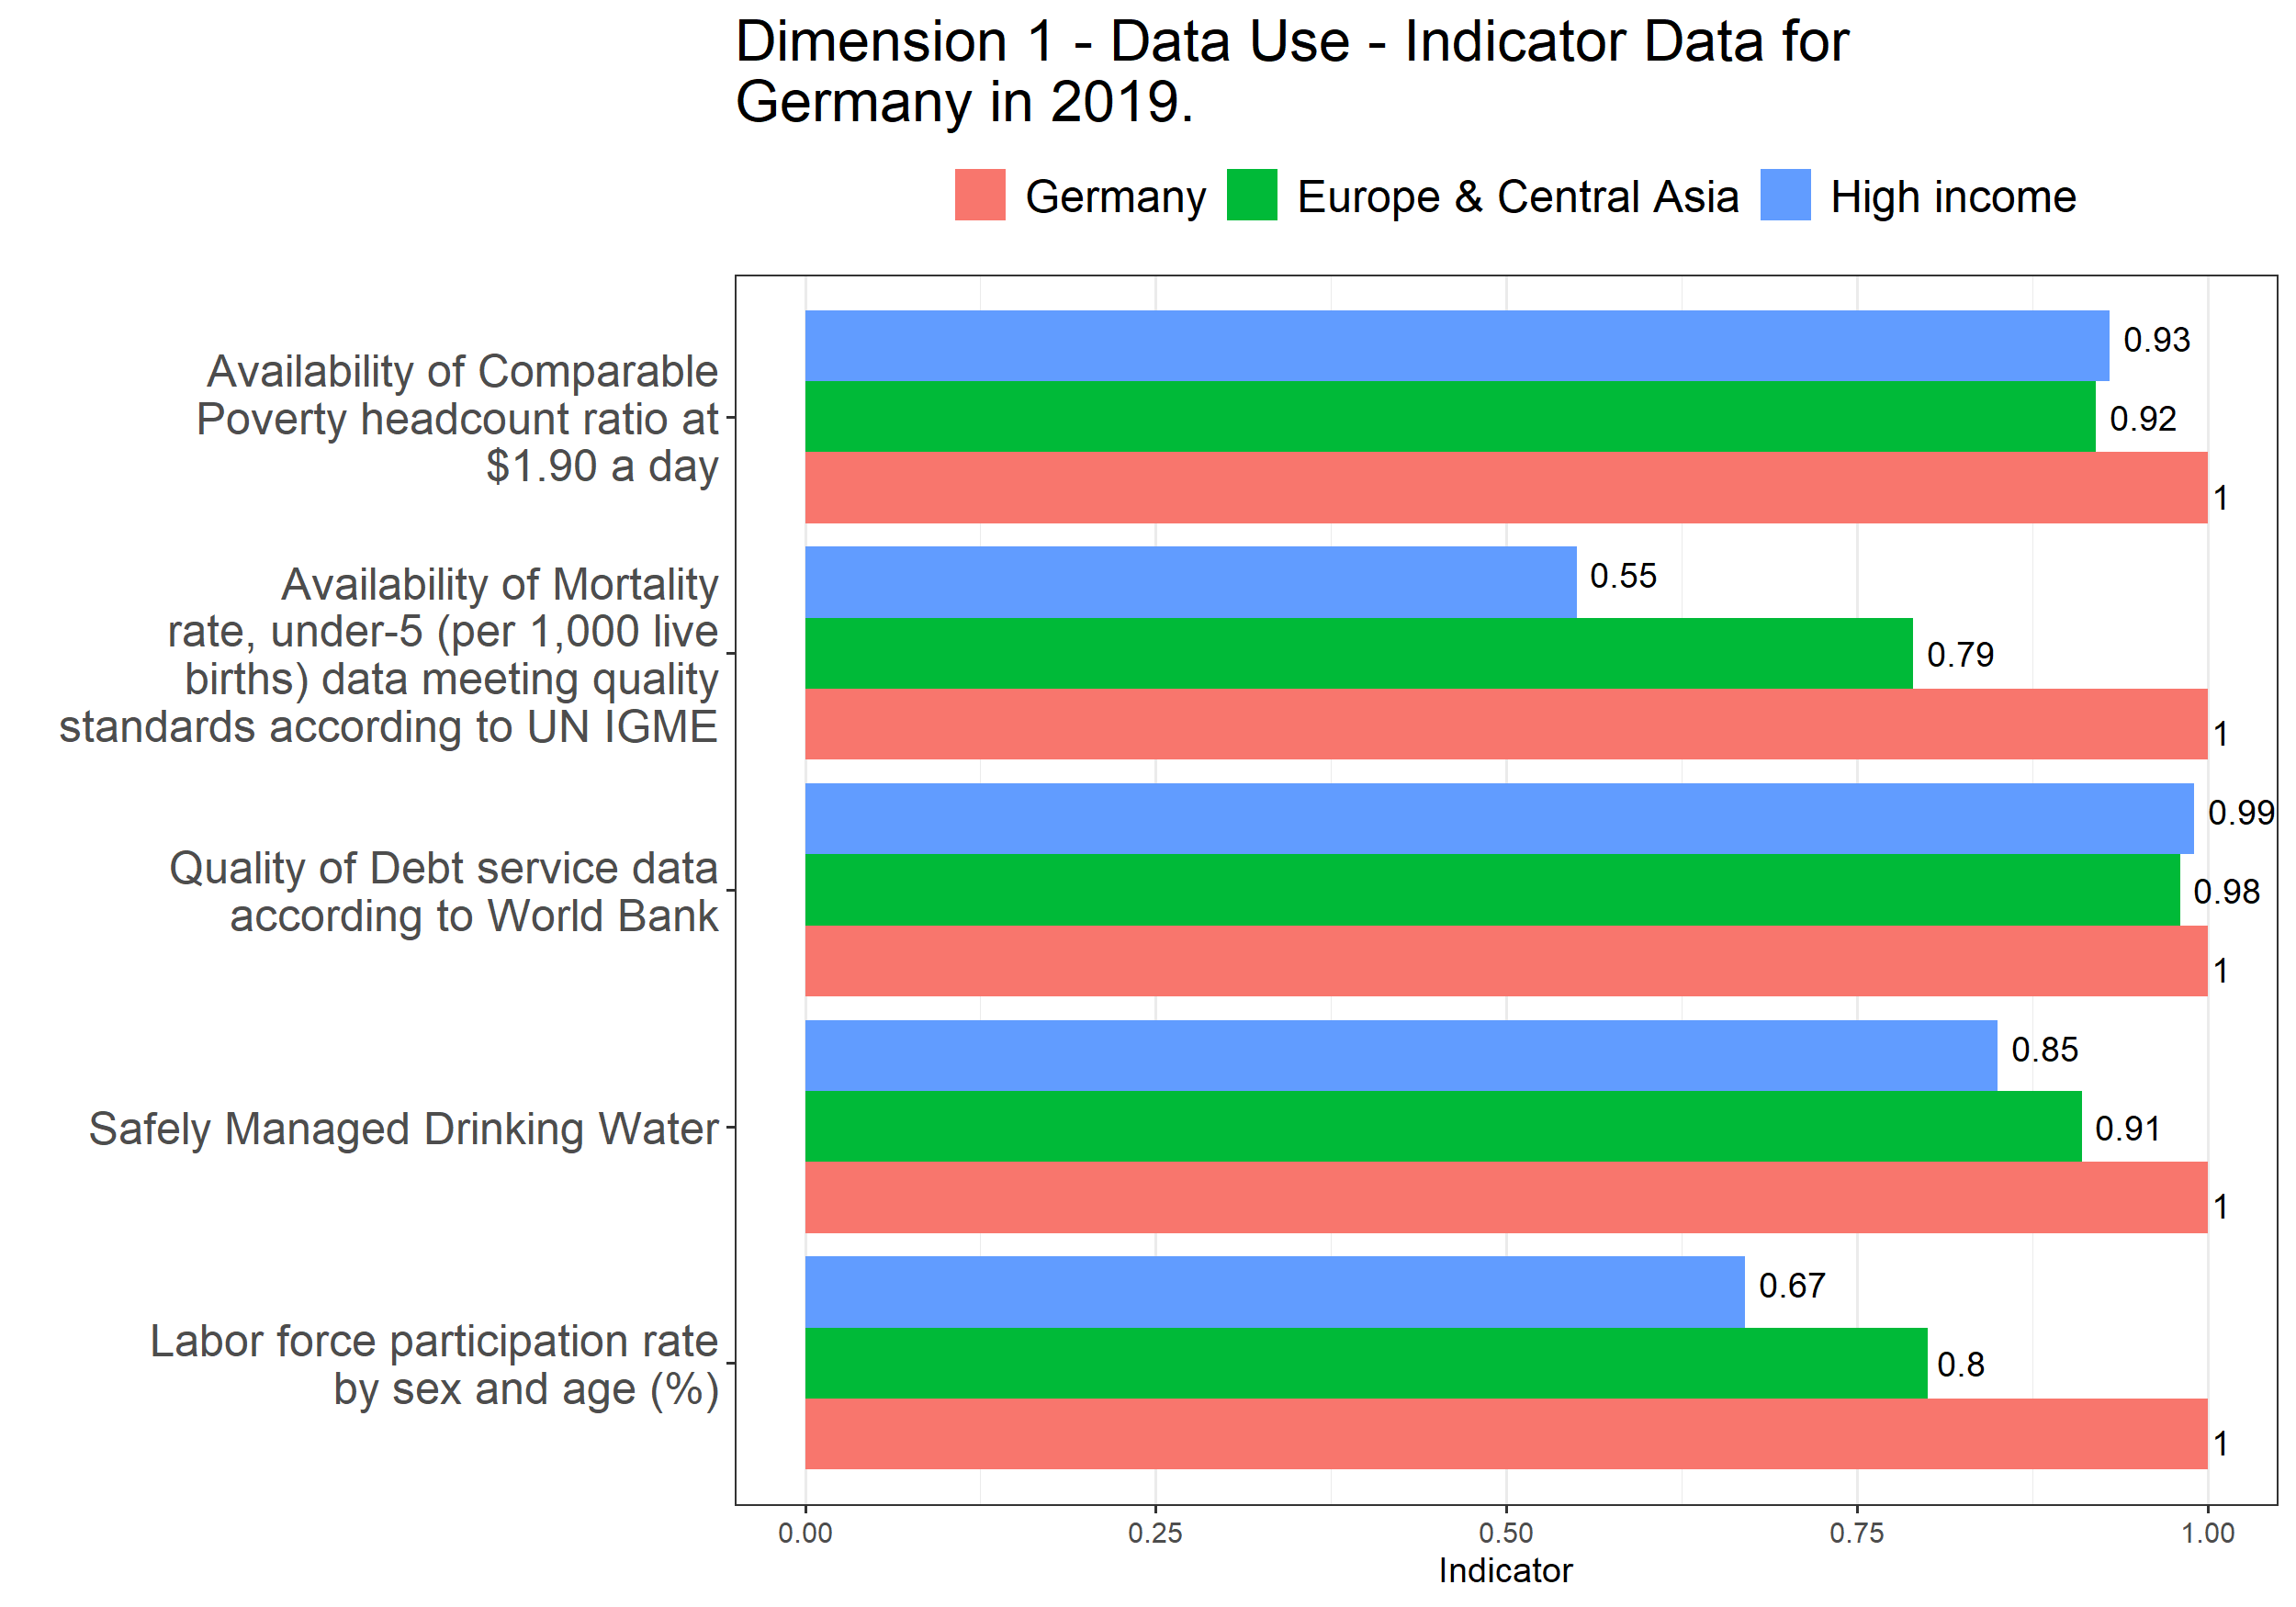 Dimension 1 - Data Use - Indicator Data for
Germany in 2019.
Germany Europe & Central Asia High income
Availability of Comparable
Poverty headcount ratio at
$1.90 a day
0.93
0.92
1
Availability of Mortality
rate, under-5 (per 1,000 live
births) data meeting quality
standards according to UN IGME
0.55
0.79
1
Quality of Debt service data
according to World Bank
0.99
0.98
1
Safely Managed Drinking Water
0.85
0.91
1
Labor force participation rate
by sex and age (%)
0.67
0.8
1
0.00 0.25 0.50 0.75 1.00
Indicator